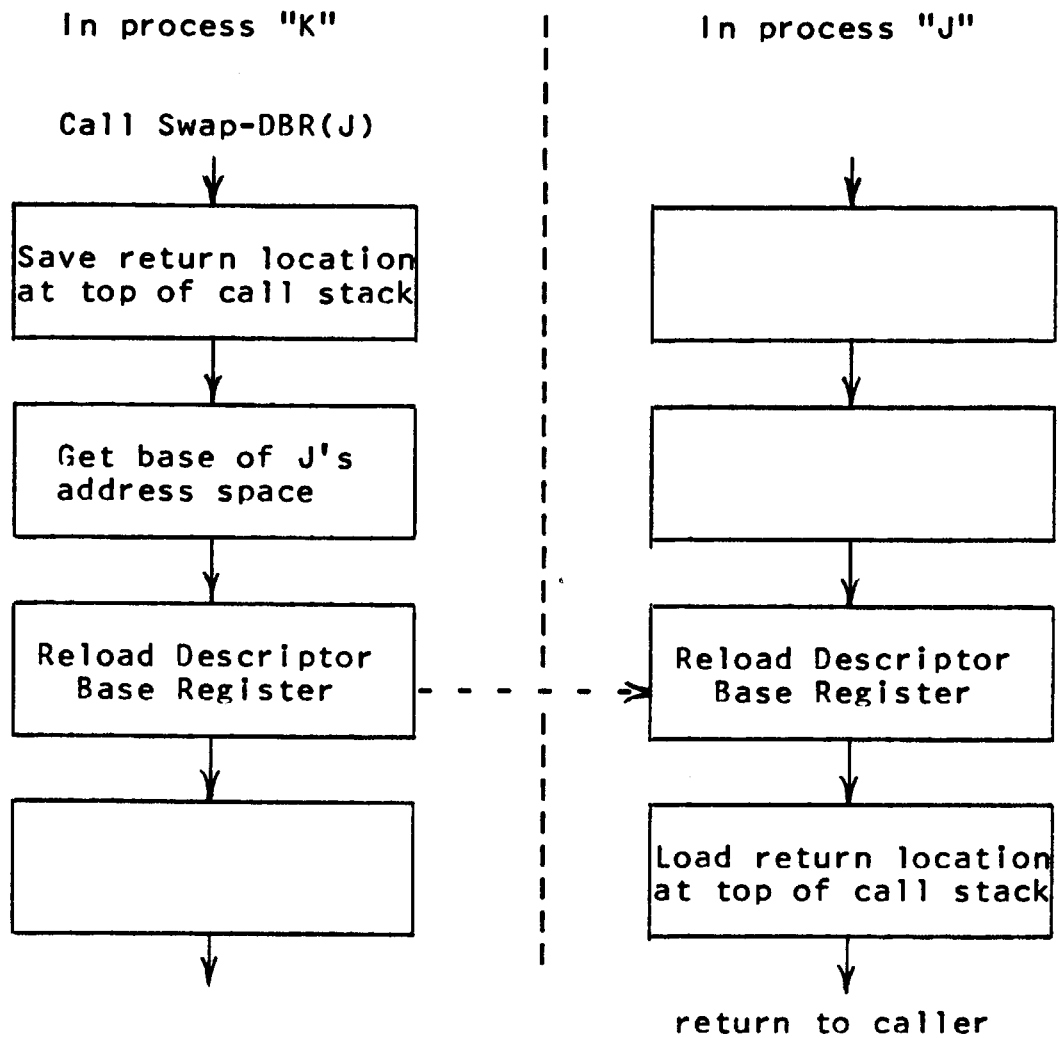 In process "K"
Call Swap-DBR(J)
Save return location
at top of call stack
Get base of J's
address space
Reload Descriptor
Base Register
In process "J"
Reload Descriptor
Base Register
Load return location
at top of call stack
return to caller